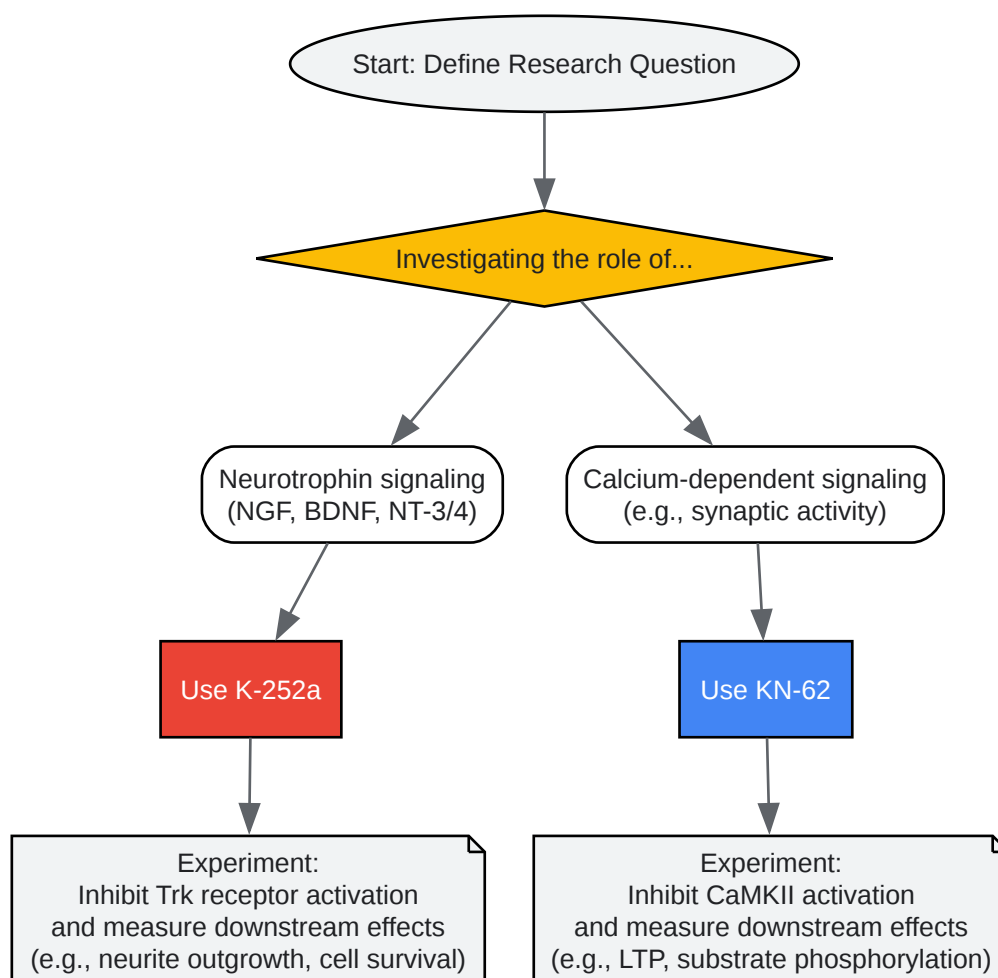 Start: Define Research Question
Investigating the role of...
Neurotrophin signaling
(NGF, BDNF, NT-3/4)
Calcium-dependent signaling
(e.g., synaptic activity)
Use K-252a
Use KN-62
Experiment:
Inhibit Trk receptor activation
and measure downstream effects
(e.g., neurite outgrowth, cell survival)
Experiment:
Inhibit CaMKII activation
and measure downstream effects
(e.g., LTP, substrate phosphorylation)